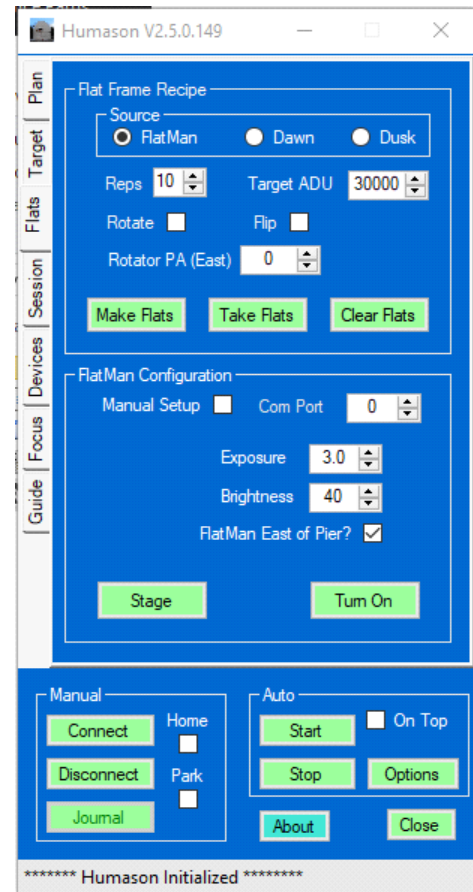 Humason V2.5.0.149
Plan
Target
Flats
Session
Devices
Focus
Guide
Flat Frame Recipe
Source
FlatMan Dawn Dusk
Reps 10 Target ADU 30000
Rotate Flip
Rotator PA (East) 0
Make Flats Take Flats Clear Flats
FlatMan Configuration
Manual Setup Com Port 0
Exposure 3.0
Brightness 40
FlatMan East of Pier?
Stage Turn On
Manual
Connect Home
Disconnect Park
Journal
Auto
Start On Top
Stop Options
About Close
******* Humason Initialized ********